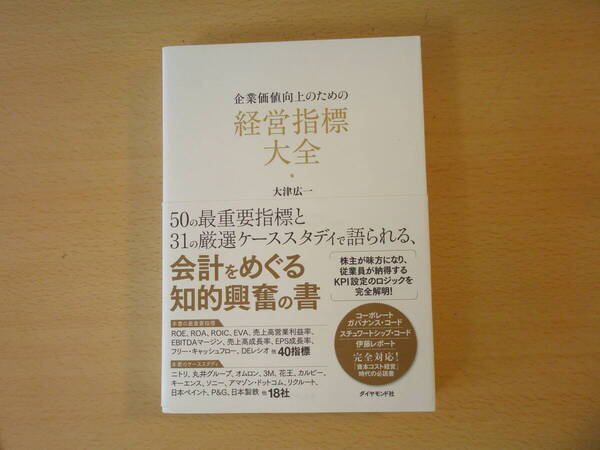 企業価値向上のための
経営指標
大全
大津広一
50の最重要指標と
31の厳選ケーススタディで語られる、
会計をめぐる
知的興奮の書
株主が味方になり、
従業員が納得する
KPI設定のロジックを
完全解明!
本書の最重要指標
ROE、ROA、ROIC、EVA、売上高営業利益率、
EBITDAマージン、売上高成長率、EPS成長率、
フリー・キャッシュフロー、DEレシオ 他40指標
本書のケーススタディ
ニトリ、丸井グループ、オムロン、3M、花王、カルビー、
キーエンス、ソニー、アマゾン・ドットコム、リクルート、
日本ペイント、P&G、日本製鉄 他18社
コーポレート
ガバナンス・コード
スチュワートシップ・コード
伊藤レポート
完全対応!
「資本コスト経営」
時代の必読書
ダイヤモンド社